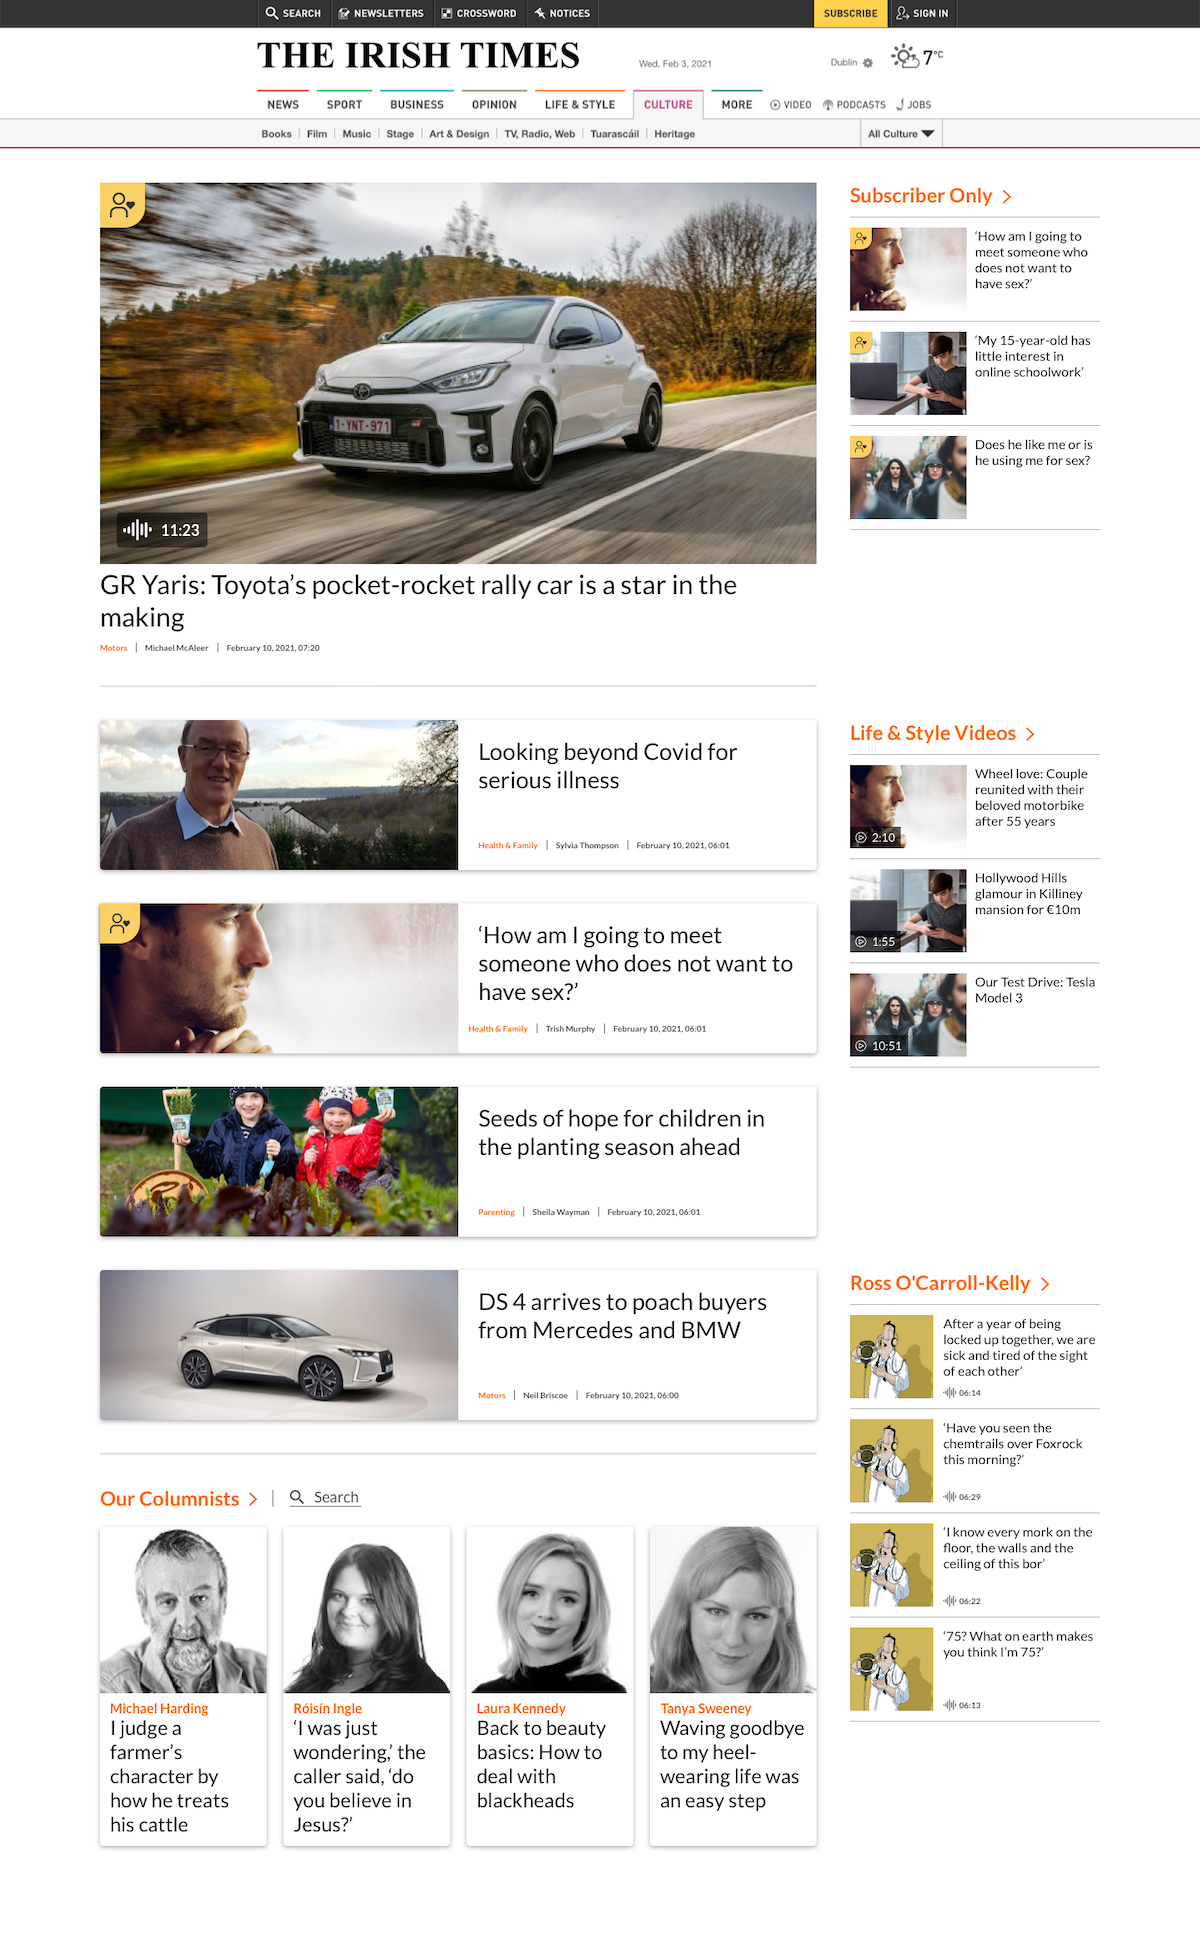 SEARCH
NEWSLETTERS
CROSSWORD
NOTICES
SUBSCRIBE
SIGN IN
THE IRISH TIMES
Wed, Feb 3, 2021
Dublin
7°C
NEWS
SPORT
BUSINESS
OPINION
LIFE & STYLE
CULTURE
MORE
VIDEO
PODCASTS
JOBS
Books
Film
Music
Stage
Art & Design
TV, Radio, Web
Tuarascáil
Heritage
All Culture
1-YNT-971
11:23
GR Yaris: Toyota’s pocket-rocket rally car is a star in the
making
Motors | Michael McAleer | February 10, 2021, 07:20
Subscriber Only
‘How am I going to
meet someone who
does not want to
have sex?’
‘My 15-year-old has
little interest in
online schoolwork’
Does he like me or is
he using me for sex?
Looking beyond Covid for
serious illness
Health & Family | Sylvia Thompson | February 10, 2021, 06:01
‘How am I going to meet
someone who does not want to
have sex?’
Health & Family | Trish Murphy | February 10, 2021, 06:01
Seeds of hope for children in
the planting season ahead
Parenting | Sheila Wayman | February 10, 2021, 06:01
DS 4 arrives to poach buyers
from Mercedes and BMW
Motors | Neil Briscoe | February 10, 2021, 06:00
Life & Style Videos
Wheel love: Couple
reunited with their
beloved motorbike
after 55 years
2:10
Hollywood Hills
glamour in Killiney
mansion for €10m
1:55
Our Test Drive: Tesla
Model 3
10:51
Ross O'Carroll-Kelly
After a year of being
locked up together, we are
sick and tired of the sight
of each other’
06:14
‘Have you seen the
chemtrails over Foxrock
this morning?’
06:29
‘I know every mork on the
floor, the walls and the
ceiling of this bor’
06:22
‘75? What on earth makes
you think I’m 75?’
06:13
Our Columnists
Search
Michael Harding
I judge a
farmer’s
character by
how he treats
his cattle
Róisín Ingle
‘I was just
wondering,’ the
caller said, ‘do
you believe in
Jesus?’
Laura Kennedy
Back to beauty
basics: How to
deal with
blackheads
Tanya Sweeney
Waving goodbye
to my heel-
wearing life was
an easy step